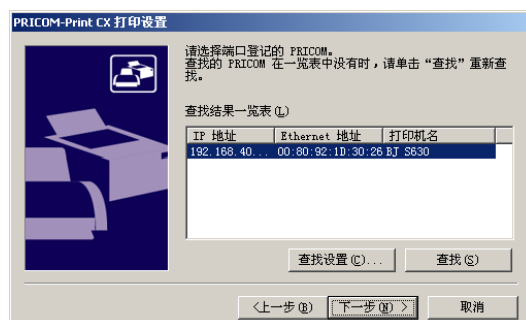 PRICOM-Print CX 打印设置
请选择端口登记的 PRICOM。
查找的 PRICOM 在一览表中没有时，请单击“查找”重新查
找。
查找结果一览表(L)
IP 地址 Ethernet 地址 打印机名
192.168.40... 00:80:92:1D:30:26 BJ S630
查找设置(C)... 查找(S)
<上一步(B) 下一步(N) > 取消